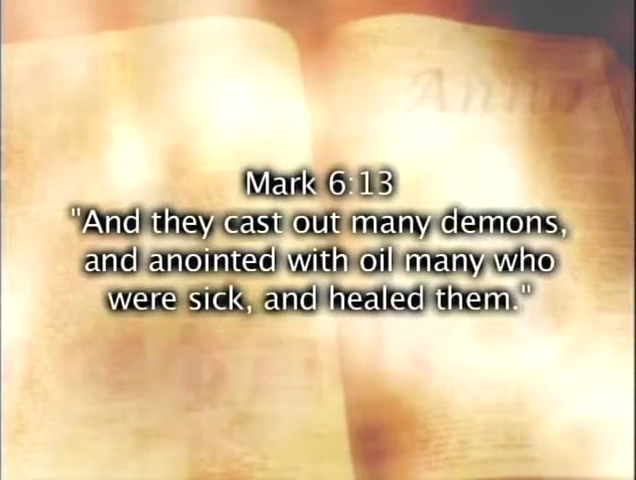 Mark 6:13
"And they cast out many demons,
and anointed with oil many who
were sick, and healed them."